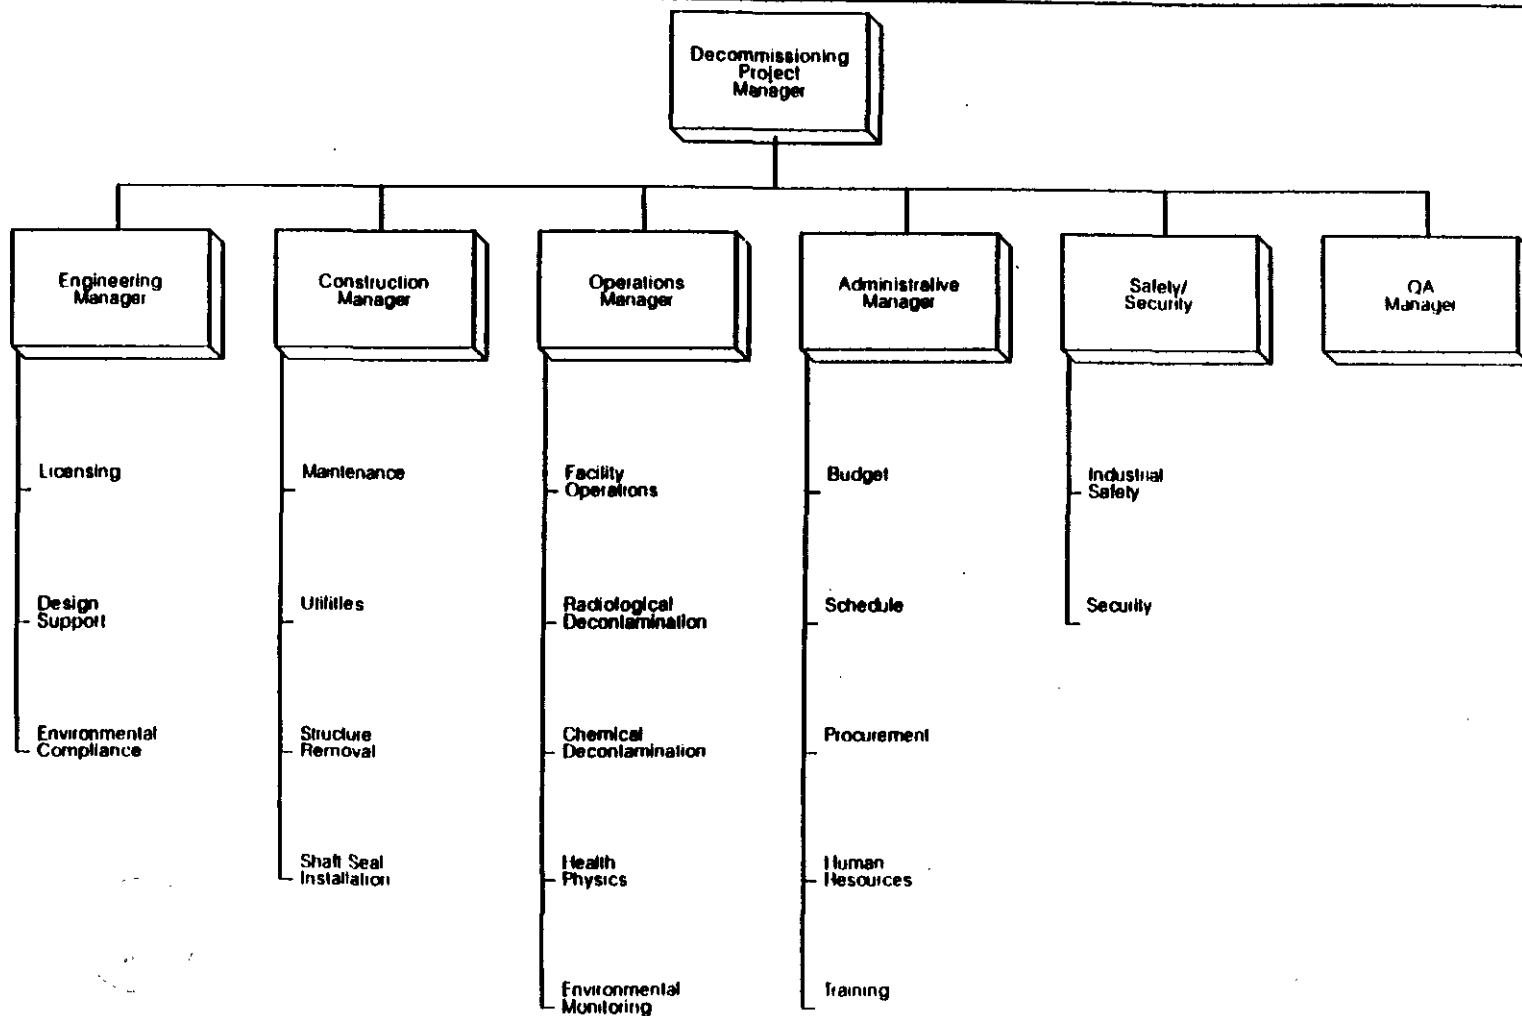 Decommissioning
Project
Manager
Engineering
Manager
Construction
Manager
Operations
Manager
Administrative
Manager
Safety/
Security
QA
Manager
Licensing
Design
Support
Environmental
Compliance
Maintenance
Utilities
Structure
Removal
Shaft Seal
Installation
Facility
Operations
Radiological
Decontamination
Chemical
Decontamination
Health
Physics
Environmental
Monitoring
Budget
Schedule
Procurement
Human
Resources
Training
Industrial
Safety
Security